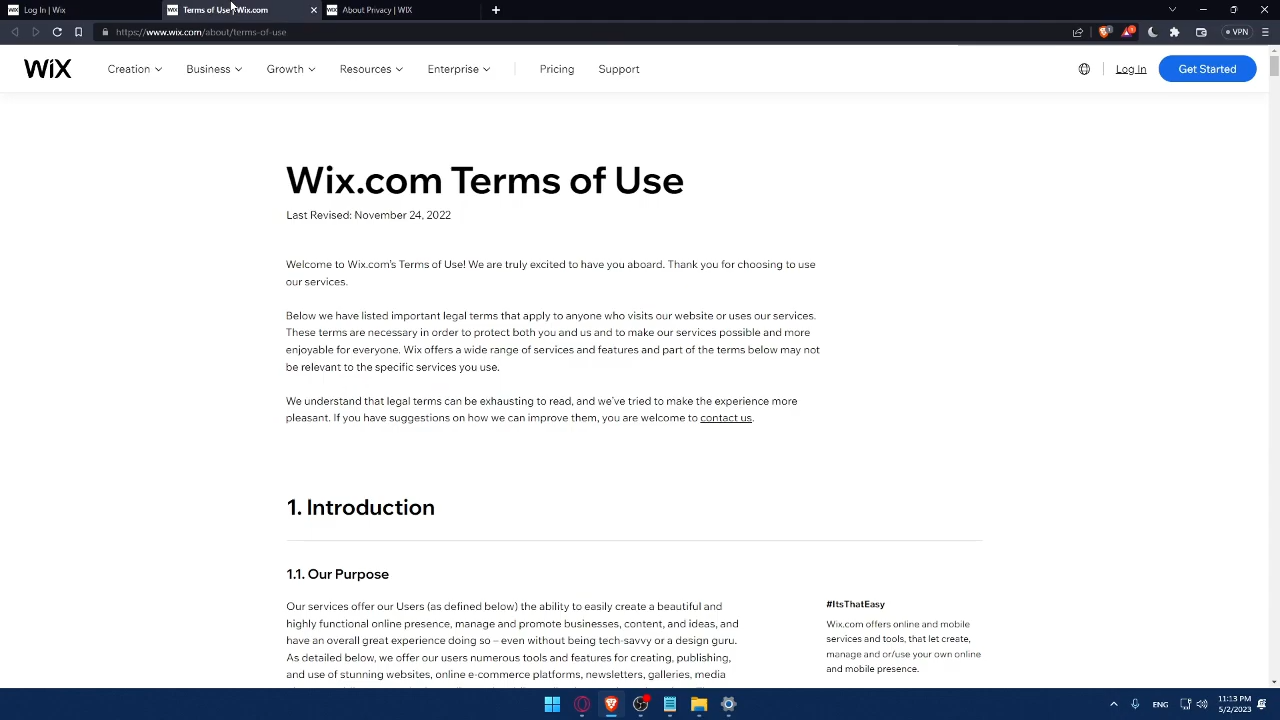 Log In | Wix
Terms of Use | Wix.com
About Privacy | WIX
https://www.wix.com/about/terms-of-use
VPN
WiX
Creation
Business
Growth
Resources
Enterprise
Pricing
Support
Log In
Get Started
Wix.com Terms of Use
Last Revised: November 24, 2022
Welcome to Wix.com's Terms of Use! We are truly excited to have you aboard. Thank you for choosing to use
our services.
Below we have listed important legal terms that apply to anyone who visits our website or uses our services.
These terms are necessary in order to protect both you and us and to make our services possible and more
enjoyable for everyone. Wix offers a wide range of services and features and part of the terms below may not
be relevant to the specific services you use.
We understand that legal terms can be exhausting to read, and we've tried to make the experience more
pleasant. If you have suggestions on how we can improve them, you are welcome to contact us.
1. Introduction
1.1. Our Purpose
Our services offer our Users (as defined below) the ability to easily create a beautiful and
highly functional online presence, manage and promote businesses, content, and ideas, and
have an overall great experience doing so – even without being tech-savvy or a design guru.
As detailed below, we offer our users numerous tools and features for creating, publishing,
and use of stunning websites, online e-commerce platforms, newsletters, galleries, media
#ItsThatEasy
Wix.com offers online and mobile
services and tools, that let create,
manage and or/use your own online
and mobile presence.
ENG
11:13 PM
5/2/2023